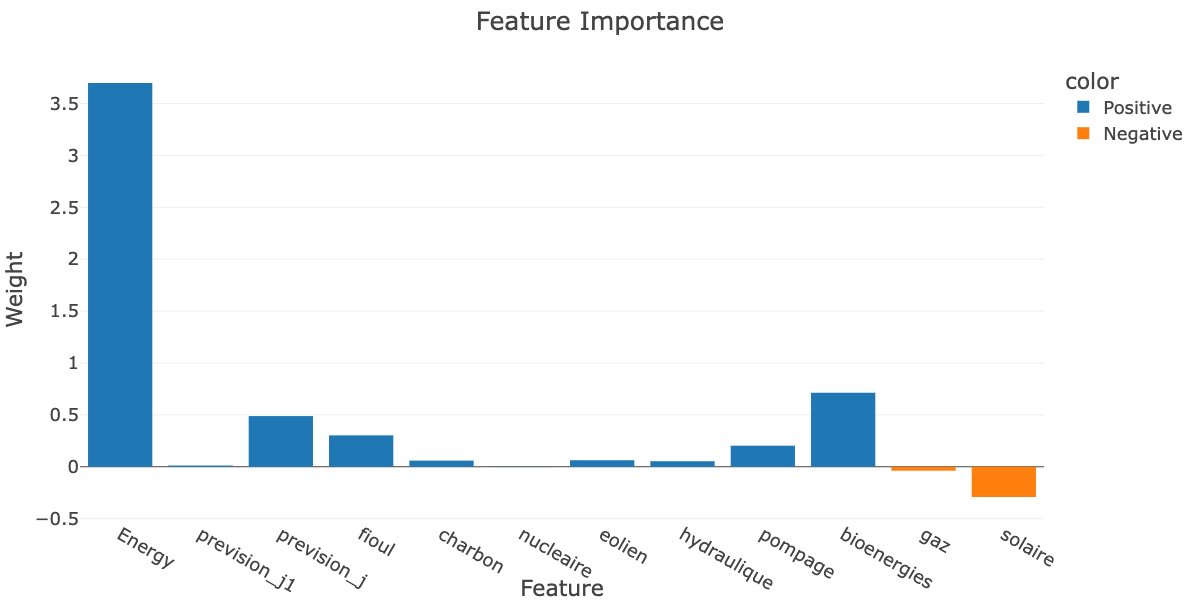 Feature Importance
color
Positive
Negative
Weight
3.5
3
2.5
2
1.5
1
0.5
0
−0.5
Energy
prevision_j1
prevision_j
fioul
charbon
nucleaire
eolien
hydraulique
pompage
bioenergies
gaz
solaire
Feature